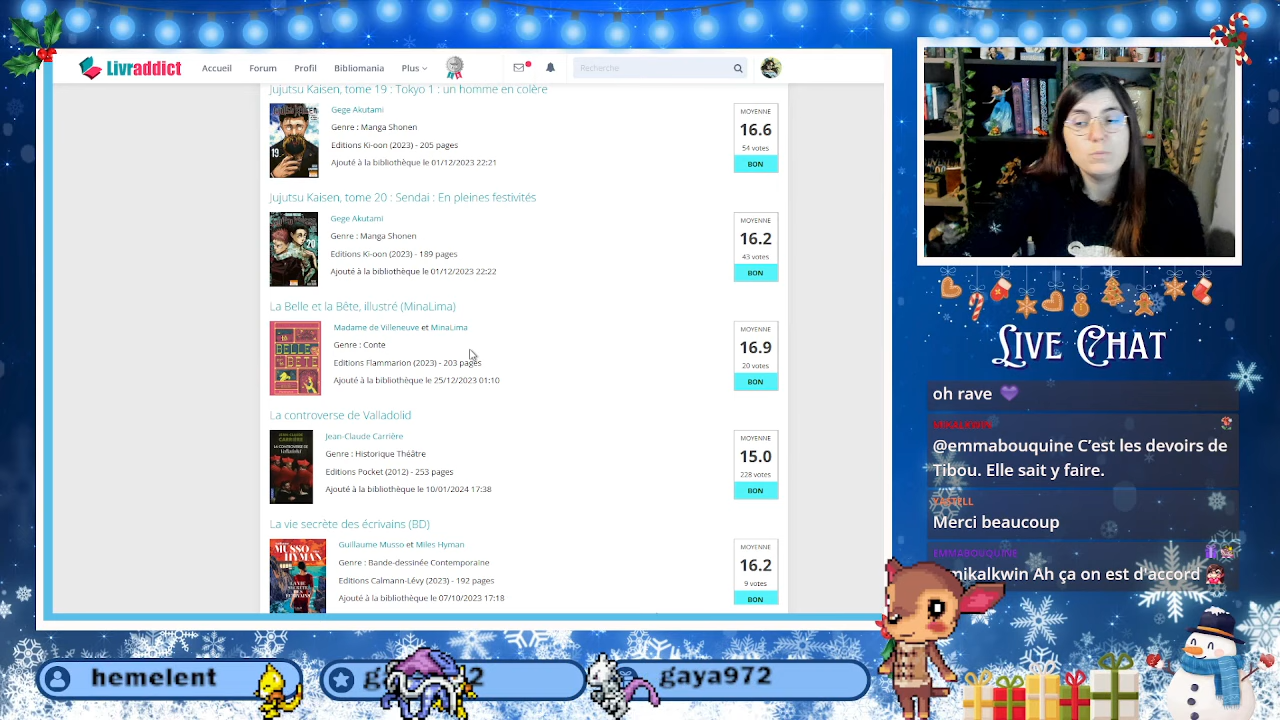 Livraddict
Accueil
Forum
Profil
Bibliomania
Plus
Recherche
Jujutsu Kaisen, tome 19 : Tokyo 1 : un homme en colère
Gege Akutami
Genre : Manga Shonen
Editions Ki-oon (2023) - 205 pages
Ajouté à la bibliothèque le 01/12/2023 22:21
MOYENNE
16.6
54 votes
BON
19
Jujutsu Kaisen, tome 20 : Sendai : En pleines festivités
Gege Akutami
Genre : Manga Shonen
Editions Ki-oon (2023) - 189 pages
Ajouté à la bibliothèque le 01/12/2023 22:22
MOYENNE
16.2
43 votes
BON
20
La Belle et la Bête, illustré (MinaLima)
Madame de Villeneuve et MinaLima
Genre : Conte
Editions Flammarion (2023) - 203 pages
Ajouté à la bibliothèque le 25/12/2023 01:10
MOYENNE
16.9
20 votes
BON
BELLE
BÊTE
La controverse de Valladolid
Jean-Claude Carrière
Genre : Historique Théâtre
Editions Pocket (2012) - 253 pages
Ajouté à la bibliothèque le 10/01/2024 17:38
MOYENNE
15.0
228 votes
BON
CARRIÈRE
La vie secrète des écrivains (BD)
Guillaume Musso et Miles Hyman
Genre : Bande-dessinée Contemporaine
Editions Calmann-Lévy (2023) - 192 pages
Ajouté à la bibliothèque le 07/10/2023 17:18
MOYENNE
16.2
9 votes
BON
MUSSO
HYMAN
LIVE CHAT
oh rave 💜
MIKALKWIN
@emmabouquine C’est les devoirs de
Tibou. Elle sait y faire.
Merci beaucoup
EMMABOUQUINE
mikalkwin Ah ça on est d'accord
hemelent
gaya972